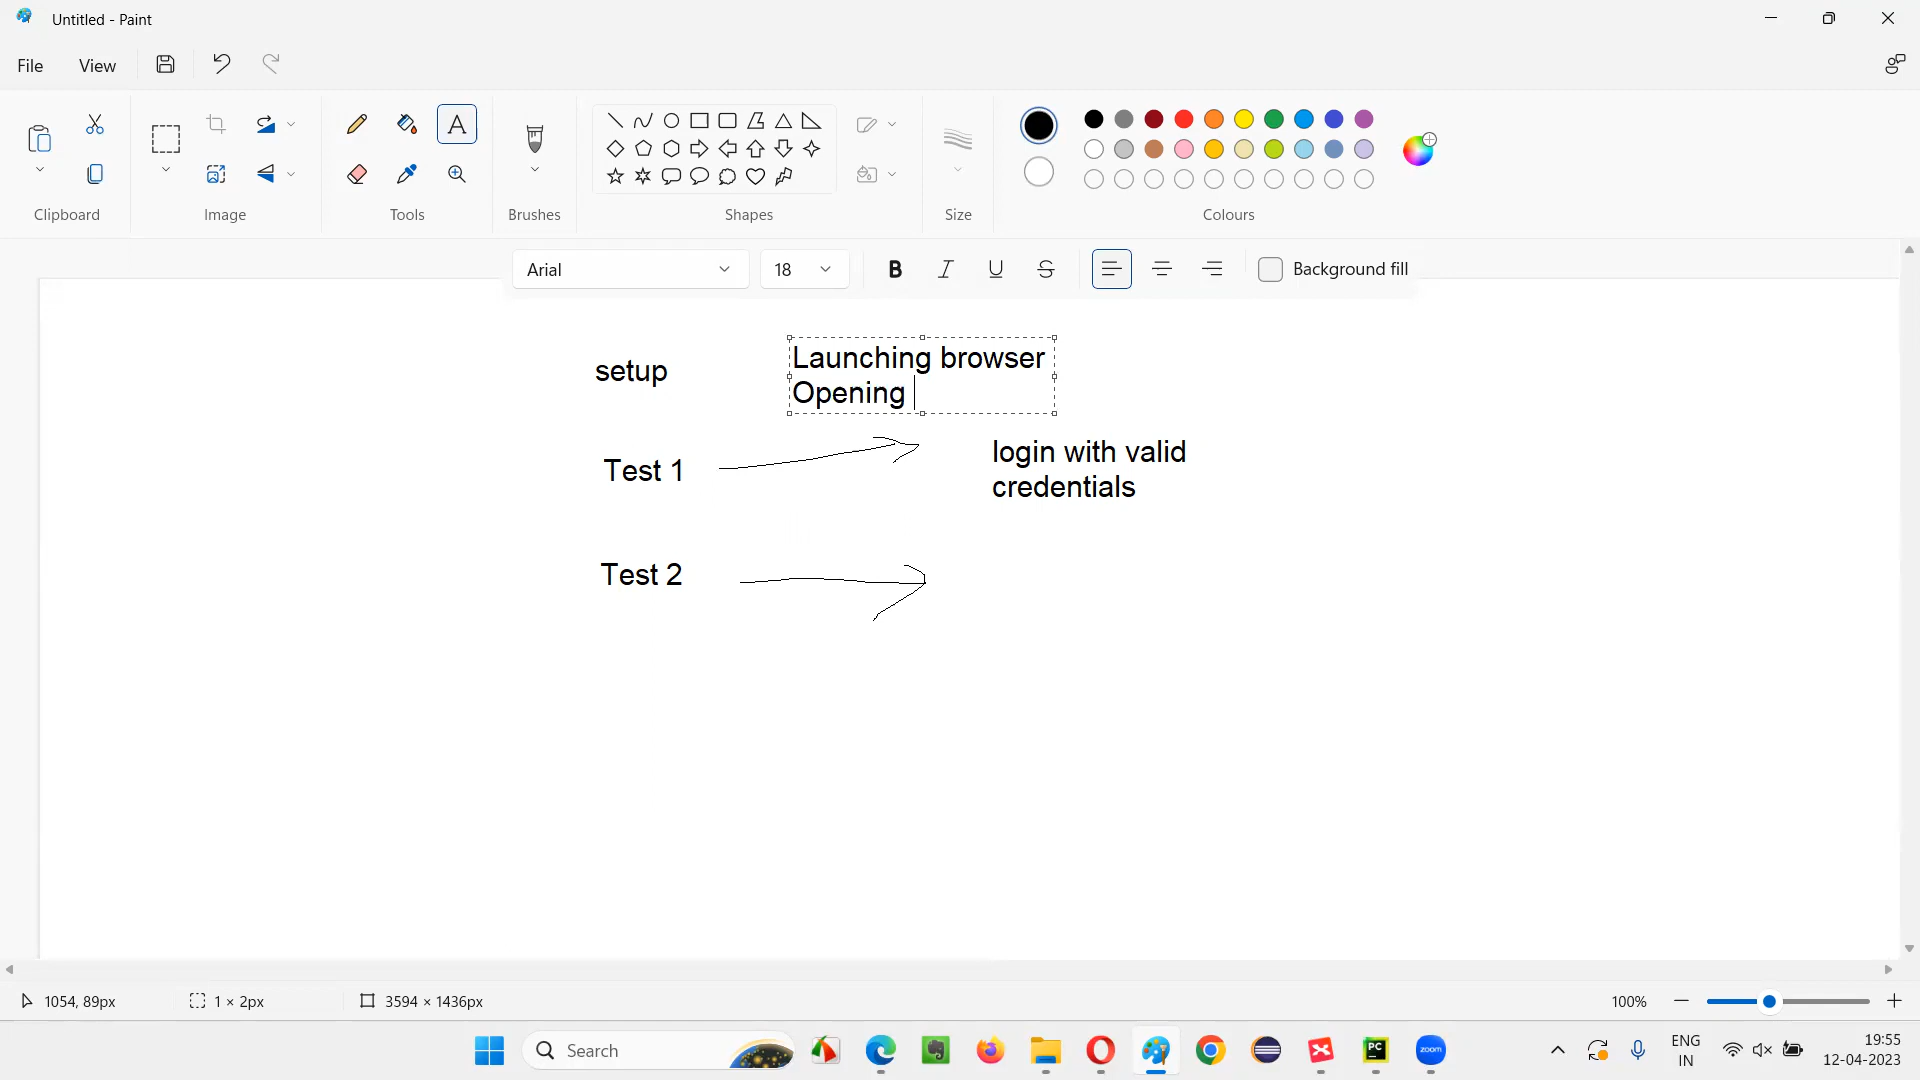 Untitled - Paint
File View
Clipboard
Image
Tools
Brushes
Shapes
Size
Colours
Arial
18
B I U S
Background fill
setup
Launching browser
Opening
Test 1
login with valid
credentials
Test 2
1054, 89px
1 × 2px
3594 × 1436px
100%
Search
PC
zoom
ENG
IN
19:55
12-04-2023